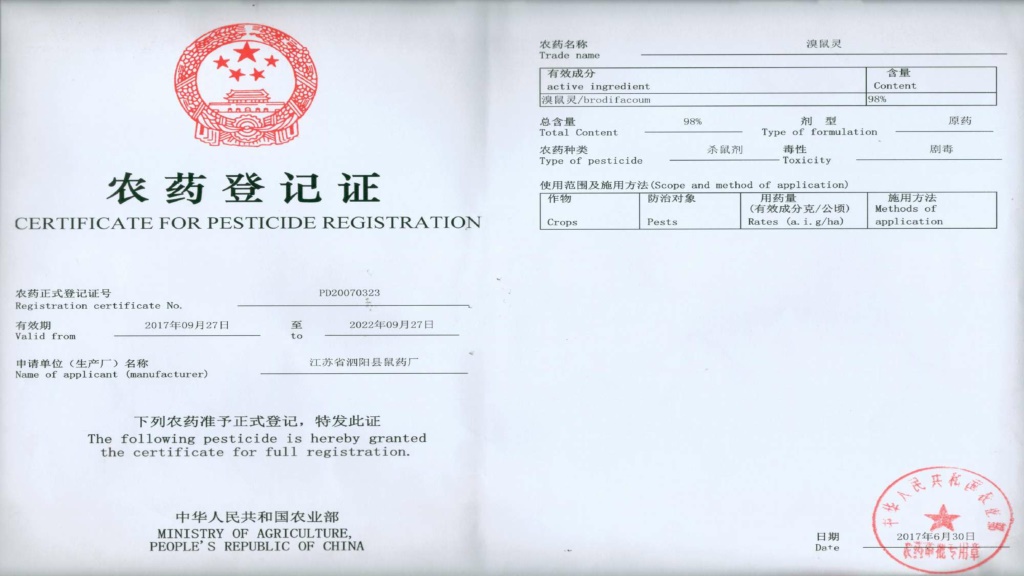 农药登记证
CERTIFICATE FOR PESTICIDE REGISTRATION
农药正式登记证号
Registration certificate No.
PD20070323
有效期
Valid from
2017年09月27日
至
to
2022年09月27日
申请单位（生产厂）名称
Name of applicant (manufacturer)
江苏省泗阳县鼠药厂
下列农药准予正式登记，特发此证
The following pesticide is hereby granted
the certificate for full registration.
中华人民共和国农业部
MINISTRY OF AGRICULTURE,
PEOPLE'S REPUBLIC OF CHINA
农药名称
Trade name
溴鼠灵
有效成分
active ingredient
含量
Content
溴鼠灵/brodifacoum
98%
总含量
Total Content
98%
剂 型
Type of formulation
原药
农药种类
Type of pesticide
杀鼠剂
毒性
Toxicity
剧毒
使用范围及施用方法(Scope and method of application)
作物
Crops
防治对象
Pests
用药量
(有效成分克/公顷)
Rates (a.i.g/ha)
施用方法
Methods of
application
中华人民共和国农业部
日期
Date
2017年6月30日